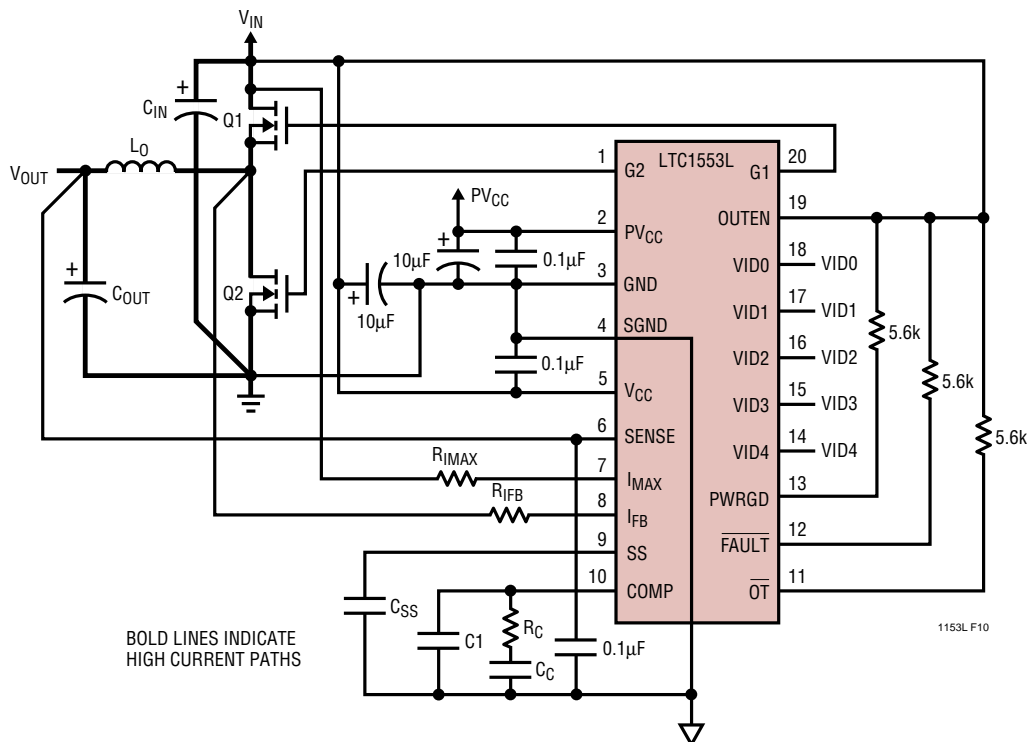 VIN
+
CIN
Q1
LO
VOUT
+
COUT
Q2
PVCC
+
10µF
0.1µF
+
10µF
0.1µF
LTC1553L
1
G2
2
PVCC
3
GND
4
SGND
5
VCC
6
SENSE
RIMAX
7
IMAX
RIFB
8
IFB
9
SS
10
COMP
20
G1
19
OUTEN
18
VID0
VID0
17
VID1
VID1
16
VID2
VID2
15
VID3
VID3
14
VID4
VID4
13
PWRGD
12
FAULT
11
OT
5.6k
5.6k
5.6k
CSS
C1
RC
CC
0.1µF
BOLD LINES INDICATE
HIGH CURRENT PATHS
1153L F10